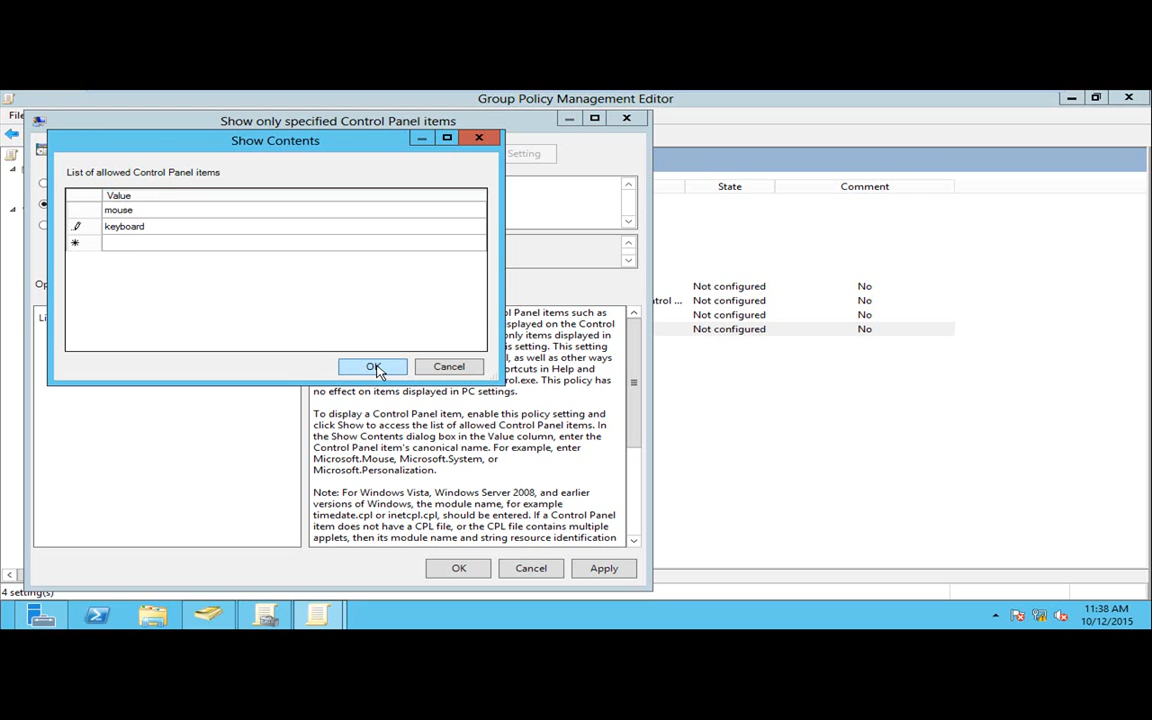 Group Policy Management Editor
File
Show only specified Control Panel items
Show Contents
Setting
List of allowed Control Panel items
Value
mouse
keyboard
OK
Cancel
State
Comment
Not configured
No
trol ...
Not configured
No
Not configured
No
Not configured
No
Op
Li
ol Panel items such as
splayed on the Control
only items displayed in
is setting. This setting
l, as well as other ways
ortcuts in Help and
rol.exe. This policy has
no effect on items displayed in PC settings.
To display a Control Panel item, enable this policy setting and
click Show to access the list of allowed Control Panel items. In
the Show Contents dialog box in the Value column, enter the
Control Panel item's canonical name. For example, enter
Microsoft.Mouse, Microsoft.System, or
Microsoft.Personalization.
Note: For Windows Vista, Windows Server 2008, and earlier
versions of Windows, the module name, for example
timedate.cpl or inetcpl.cpl, should be entered. If a Control Panel
item does not have a CPL file, or the CPL file contains multiple
applets, then its module name and string resource identification
OK
Cancel
Apply
4 setting(s)
11:38 AM
10/12/2015